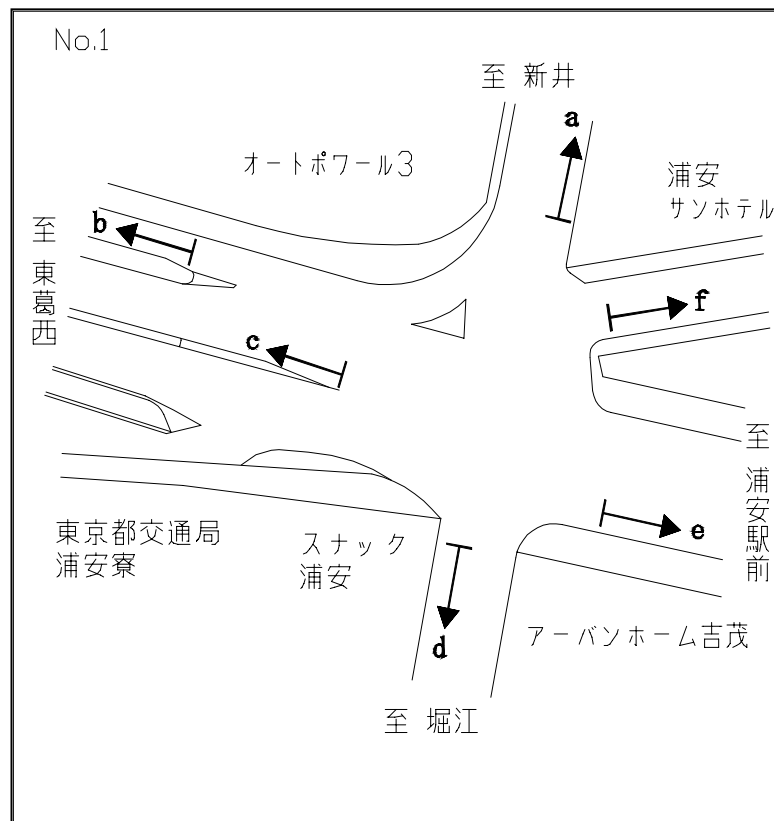 No.1
至 新井
a
オートポワール3
浦安
サンホテル
b
至 東葛西
f
c
至 浦安駅前
東京都交通局
浦安寮
スナック
浦安
e
d
アーバンホーム吉茂
至 堀江